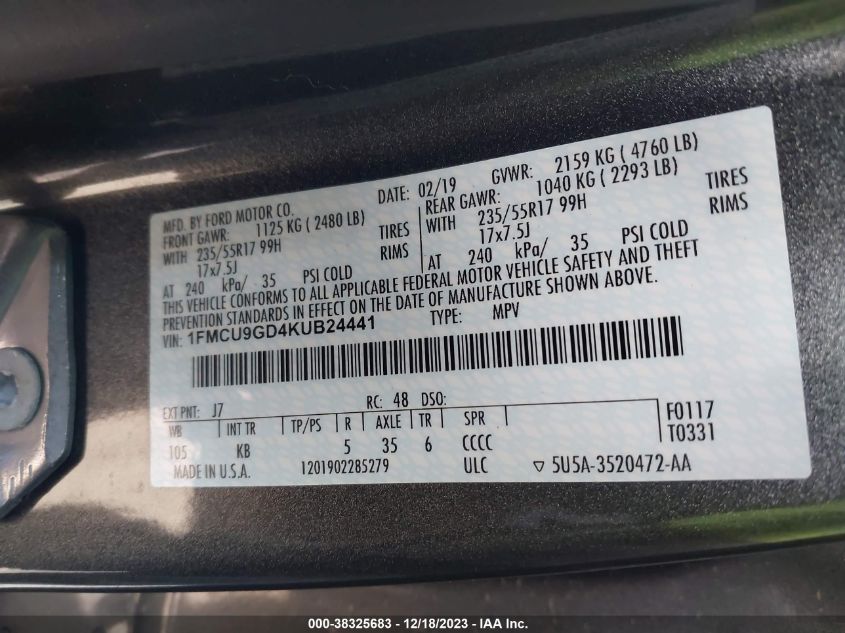 MFD. BY FORD MOTOR CO. DATE: 02/19 GVWR: 2159 KG ( 4760 LB)
FRONT GAWR: 1125 KG ( 2480 LB) REAR GAWR: 1040 KG ( 2293 LB)
WITH 235/55R17 99H TIRES WITH 235/55R17 99H TIRES
17x7.5J RIMS 17x7.5J RIMS
AT 240 kPa/ 35 PSI COLD AT 240 kPa/ 35 PSI COLD
THIS VEHICLE CONFORMS TO ALL APPLICABLE FEDERAL MOTOR VEHICLE SAFETY AND THEFT
PREVENTION STANDARDS IN EFFECT ON THE DATE OF MANUFACTURE SHOWN ABOVE.
VIN: 1FMCU9GD4KUB24441 TYPE: MPV
EXT PNT: J7 RC: 48 DSO:
WB INT TR TP/PS R AXLE TR SPR F0117
105 KB 5 35 6 CCCC T0331
MADE IN U.S.A. 1201902285279 ULC ▽ 5U5A-3520472-AA
000-38325683 - 12/18/2023 - IAA Inc.